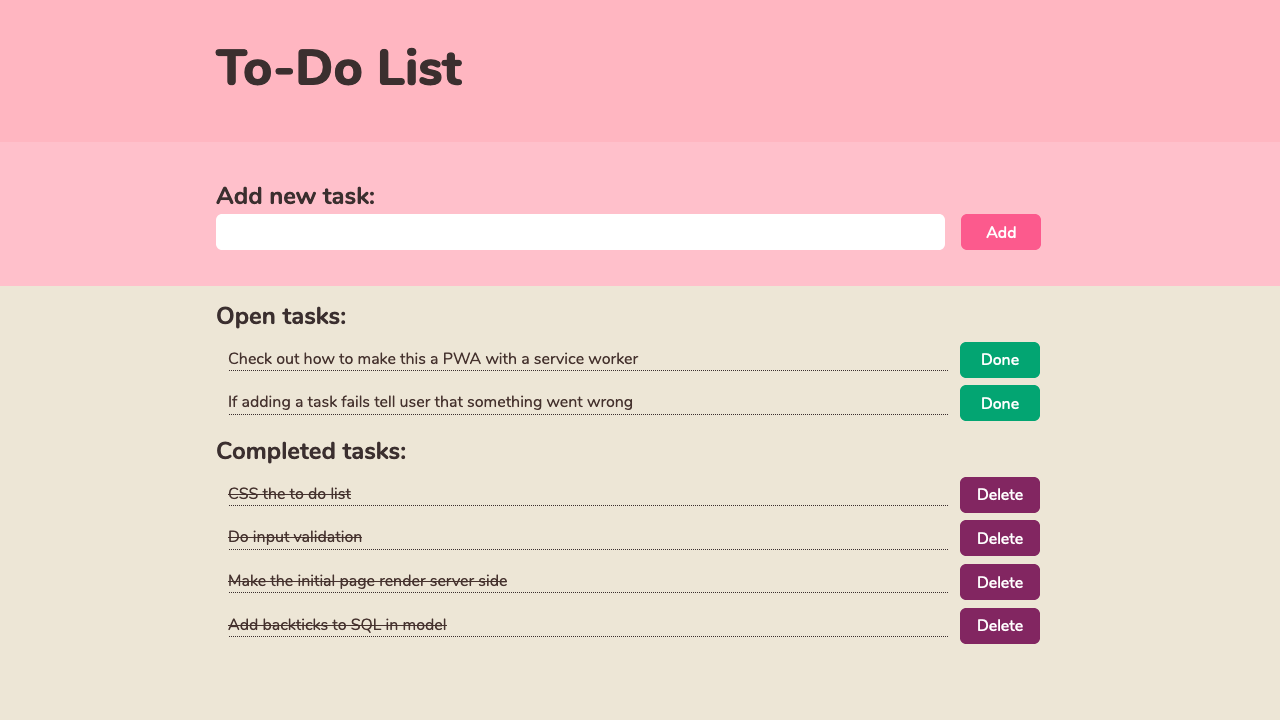 To-Do List
Add new task:
Add
Open tasks:
Check out how to make this a PWA with a service worker
Done
If adding a task fails tell user that something went wrong
Done
Completed tasks:
CSS the to do list
Delete
Do input validation
Delete
Make the initial page render server side
Delete
Add backticks to SQL in model
Delete